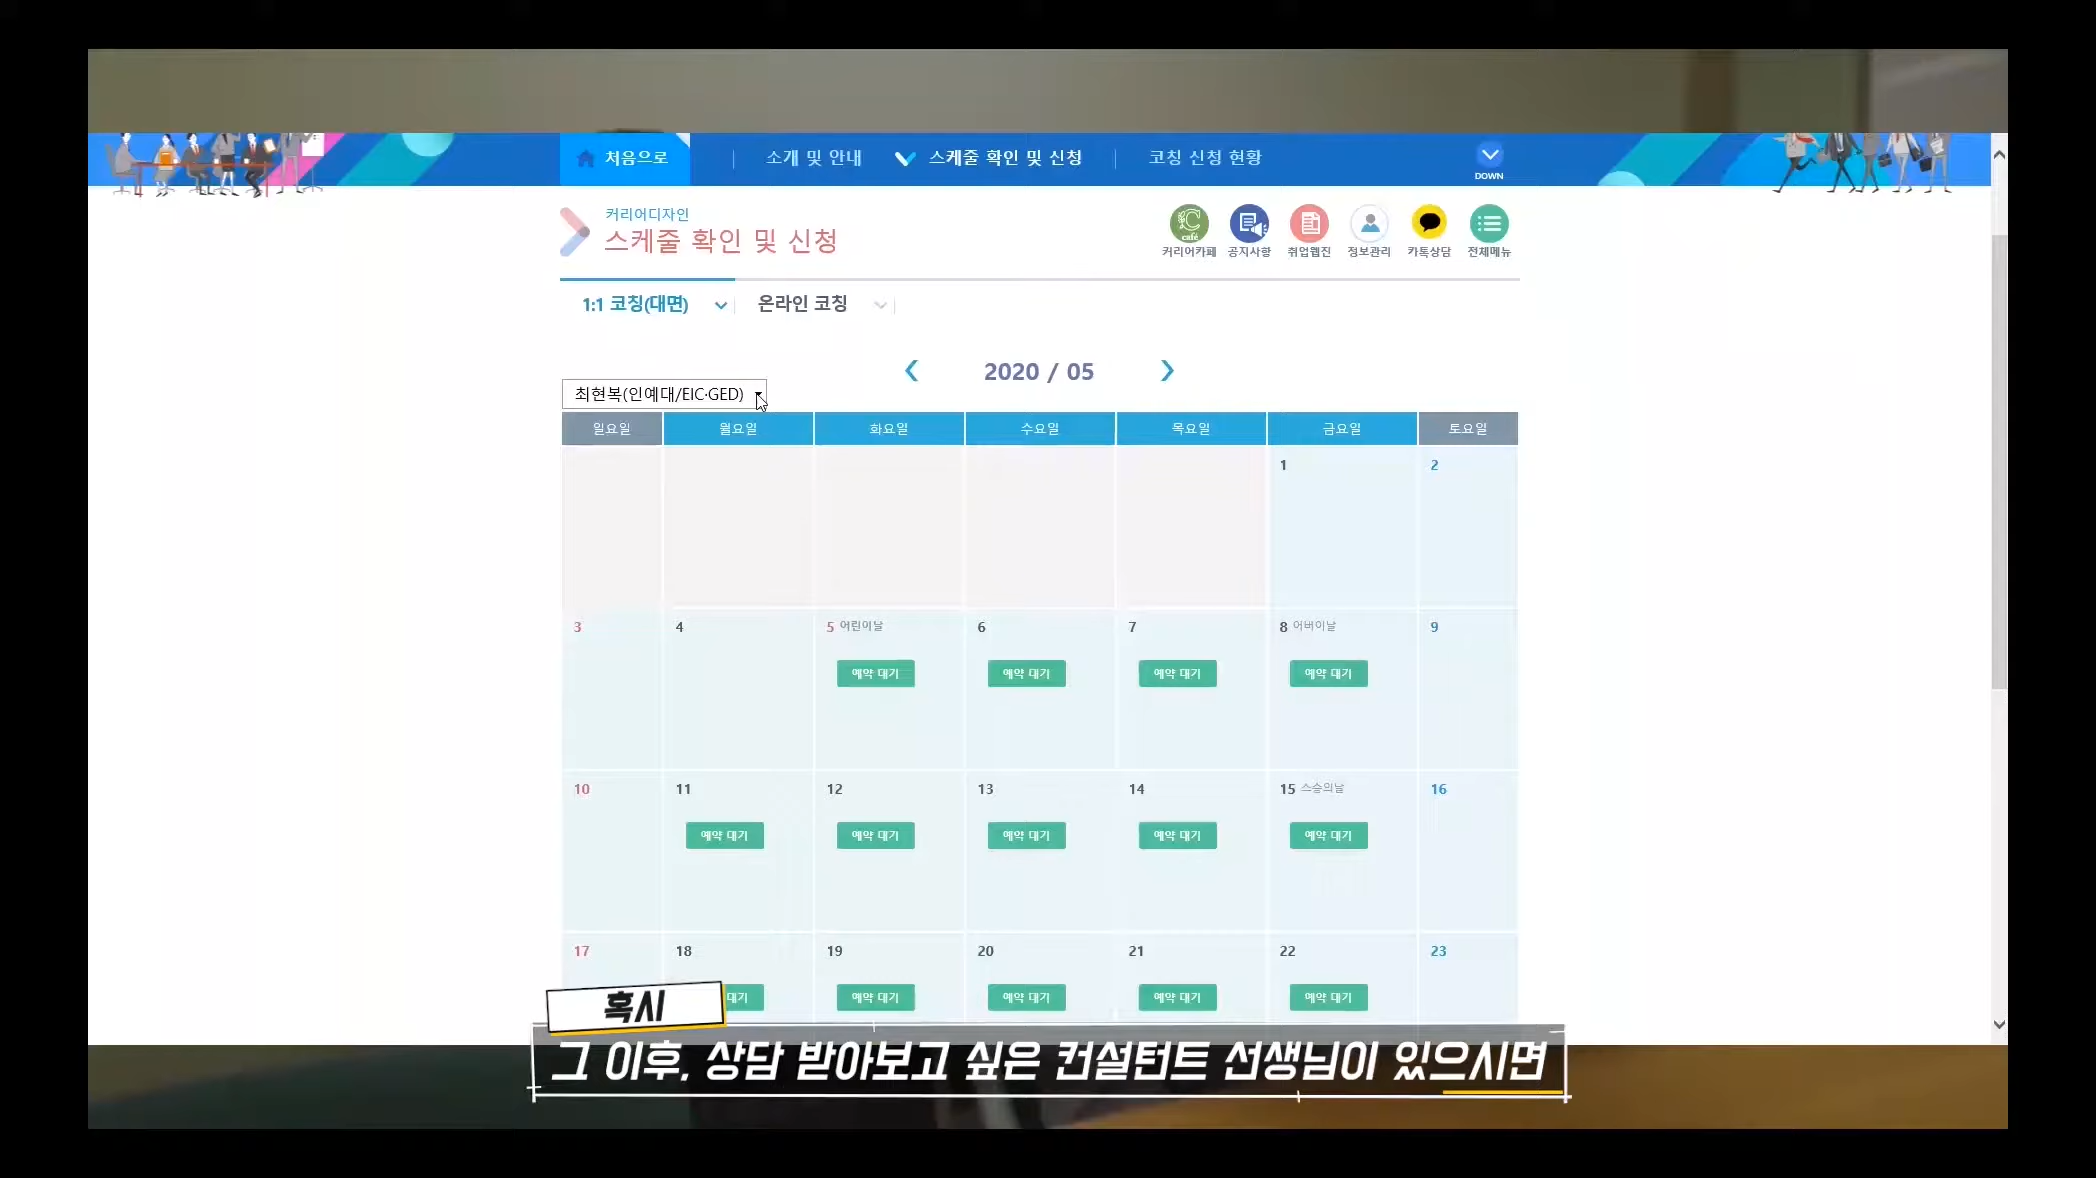 처음으로
소개 및 안내
스케줄 확인 및 신청
코칭 신청 현황
DOWN
커리어디자인
스케줄 확인 및 신청
café
커리어카페
공지사항
취업웹진
정보관리
카톡상담
전체메뉴
1:1 코칭(대면)
온라인 코칭
2020 / 05
최현복(인예대/EIC·GED)
일요일 월요일 화요일 수요일 목요일 금요일 토요일
1 2
3 4 5 어린이날 6 7 8 어버이날 9
예약 대기 예약 대기 예약 대기 예약 대기
10 11 12 13 14 15 스승의날 16
예약 대기 예약 대기 예약 대기 예약 대기 예약 대기
17 18 19 20 21 22 23
대기 예약 대기 예약 대기 예약 대기 예약 대기
혹시
그 이후, 상담 받아보고 싶은 컨설턴트 선생님이 있으시면